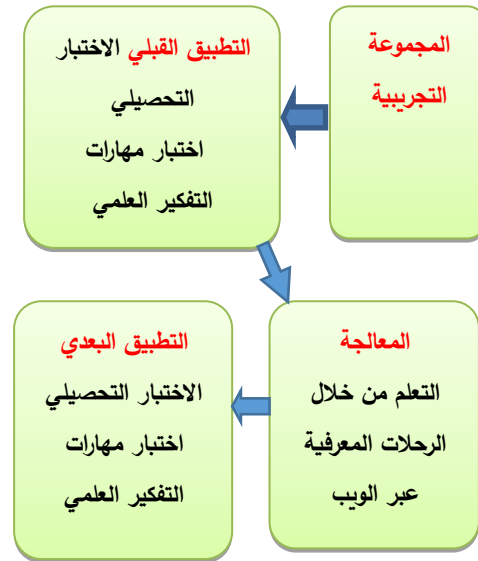 المجموعة
التجريبية
التطبيق القبلي الاختبار
التحصيلي
اختبار مهارات
التفكير العلمي
المعالجة
التعلم من خلال
الرحلات المعرفية
عبر الويب
التطبيق البعدي
الاختبار التحصيلي
اختبار مهارات
التفكير العلمي